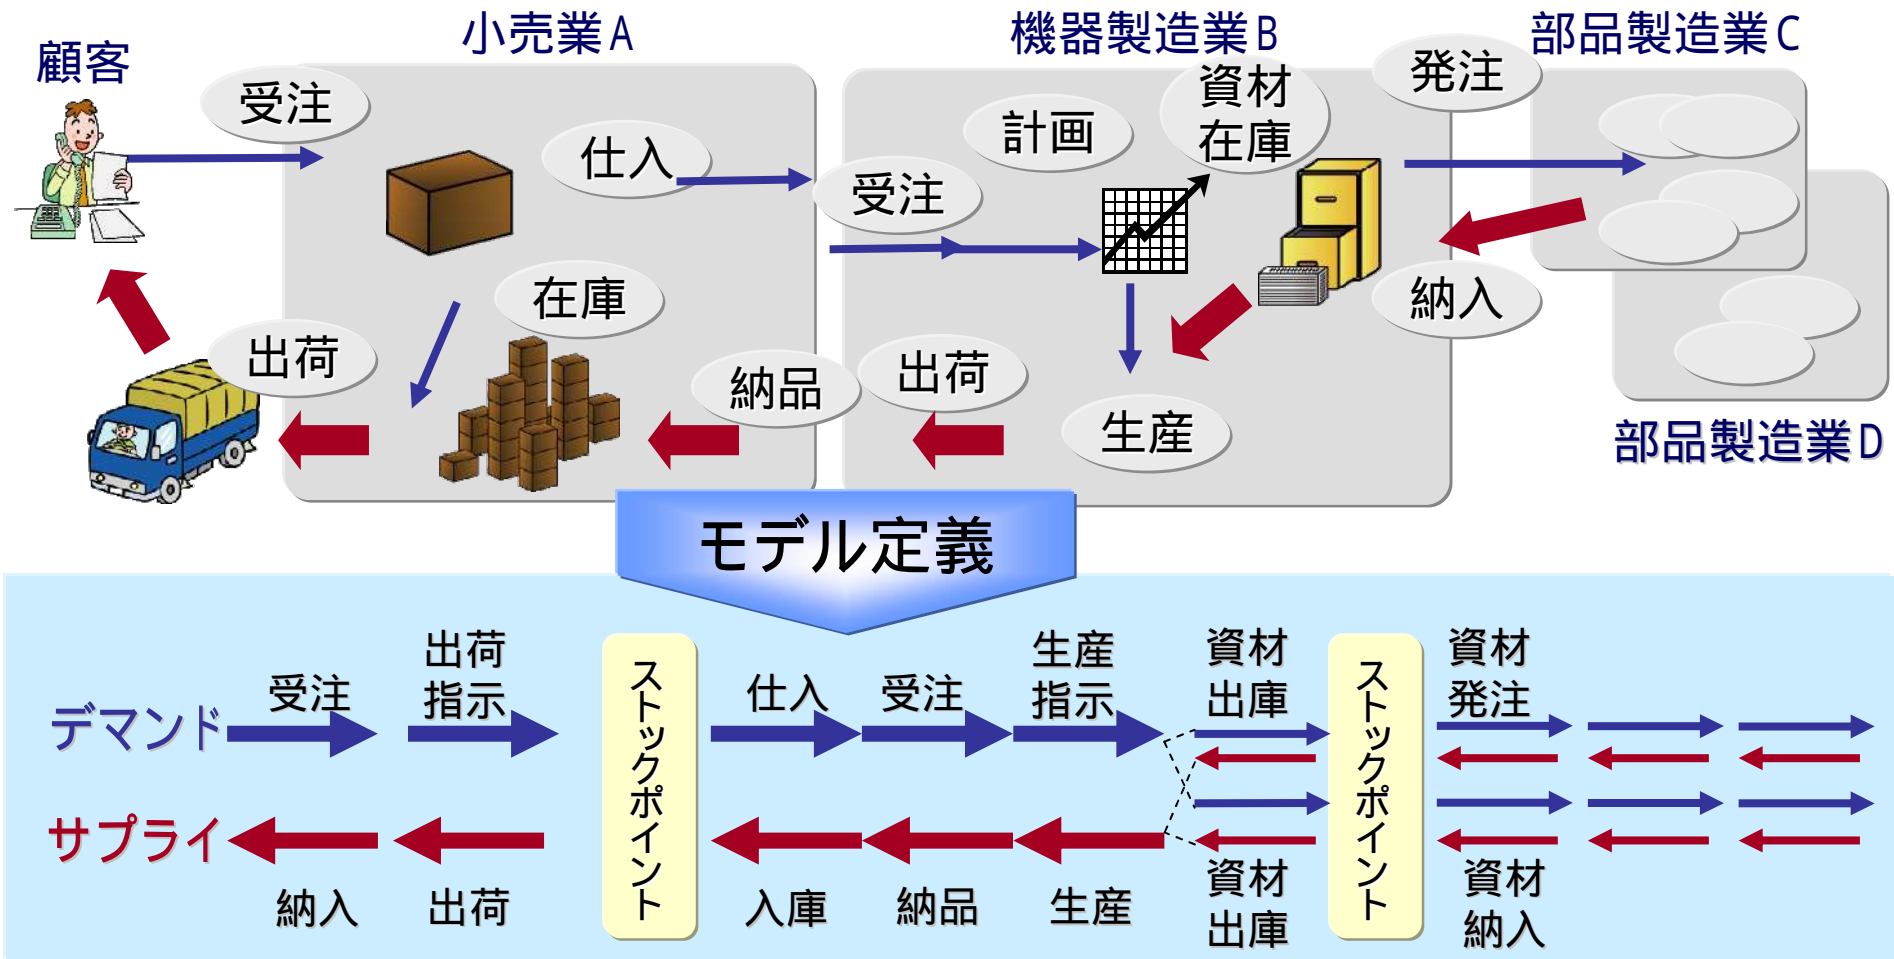 顧客
小売業A
機器製造業B
部品製造業C
受注
仕入
在庫
出荷
納品
受注
計画
資材
在庫
出荷
生産
発注
納入
部品製造業D
モデル定義
デマンド
受注
出荷
指示
ストックポイント
仕入
受注
生産
指示
資材
出庫
ストックポイント
資材
発注
サプライ
納入
出荷
入庫
納品
生産
資材
出庫
資材
納入